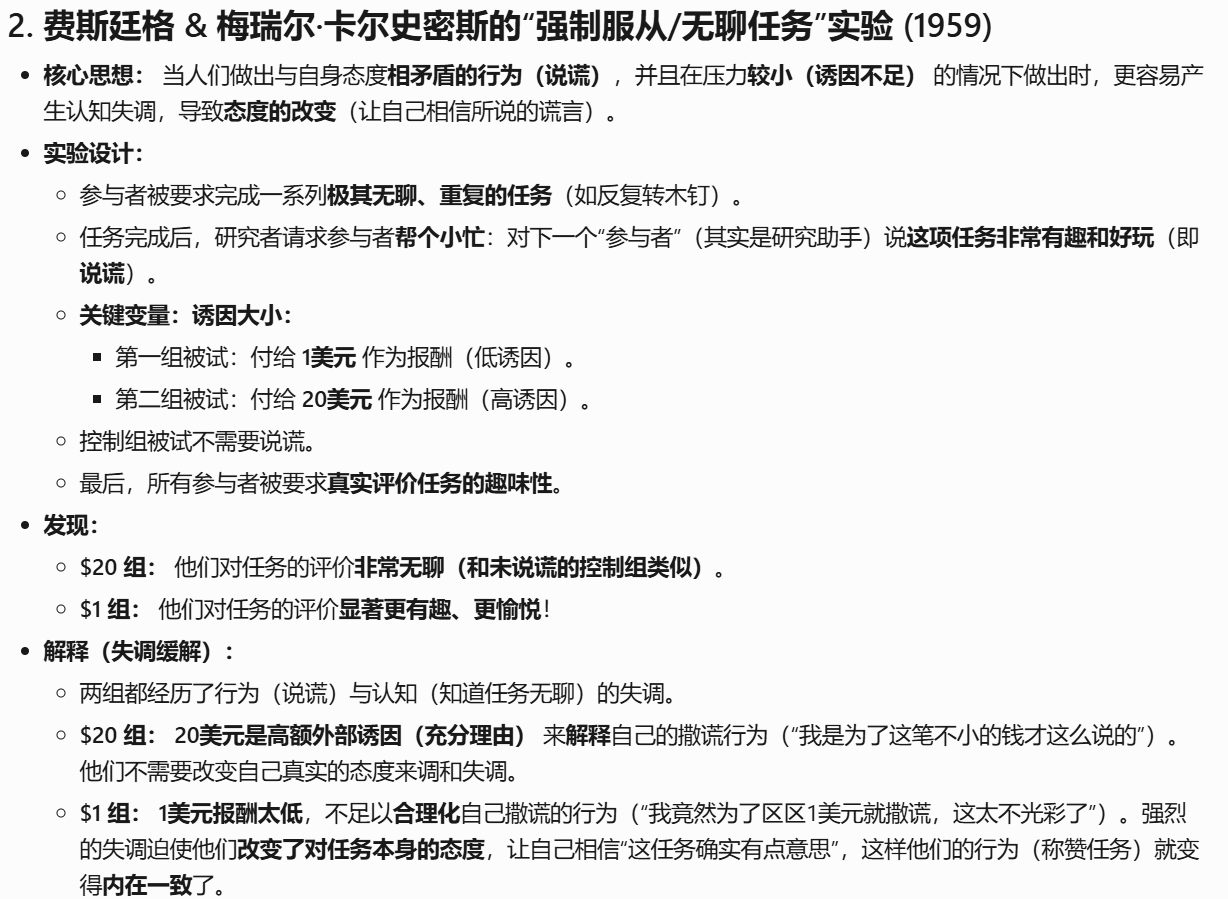 2. 费斯廷格 & 梅瑞尔·卡尔史密斯的“强制服从/无聊任务”实验 (1959)
• 核心思想： 当人们做出与自身态度相矛盾的行为（说谎），并且在压力较小（诱因不足） 的情况下做出时，更容易产
生认知失调，导致态度的改变（让自己相信所说的谎言）。
• 实验设计：
○ 参与者被要求完成一系列极其无聊、重复的任务（如反复转木钉）。
○ 任务完成后，研究者请求参与者帮个小忙：对下一个“参与者”（其实是研究助手）说这项任务非常有趣和好玩（即
说谎）。
○ 关键变量：诱因大小：
▪ 第一组被试：付给 1美元 作为报酬（低诱因）。
▪ 第二组被试：付给 20美元 作为报酬（高诱因）。
○ 控制组被试不需要说谎。
○ 最后，所有参与者被要求真实评价任务的趣味性。
• 发现：
○ $20 组： 他们对任务的评价非常无聊（和未说谎的控制组类似）。
○ $1 组： 他们对任务的评价显著更有趣、更愉悦！
• 解释（失调缓解）：
○ 两组都经历了行为（说谎）与认知（知道任务无聊）的失调。
○ $20 组： 20美元是高额外部诱因（充分理由） 来解释自己的撒谎行为（“我是为了这笔不小的钱才这么说的”）。
他们不需要改变自己真实的态度来调和失调。
○ $1 组： 1美元报酬太低，不足以合理化自己撒谎的行为（“我竟然为了区区1美元就撒谎，这太不光彩了”）。强烈
的失调迫使他们改变了对任务本身的态度，让自己相信“这任务确实有点意思”，这样他们的行为（称赞任务）就变
得内在一致了。